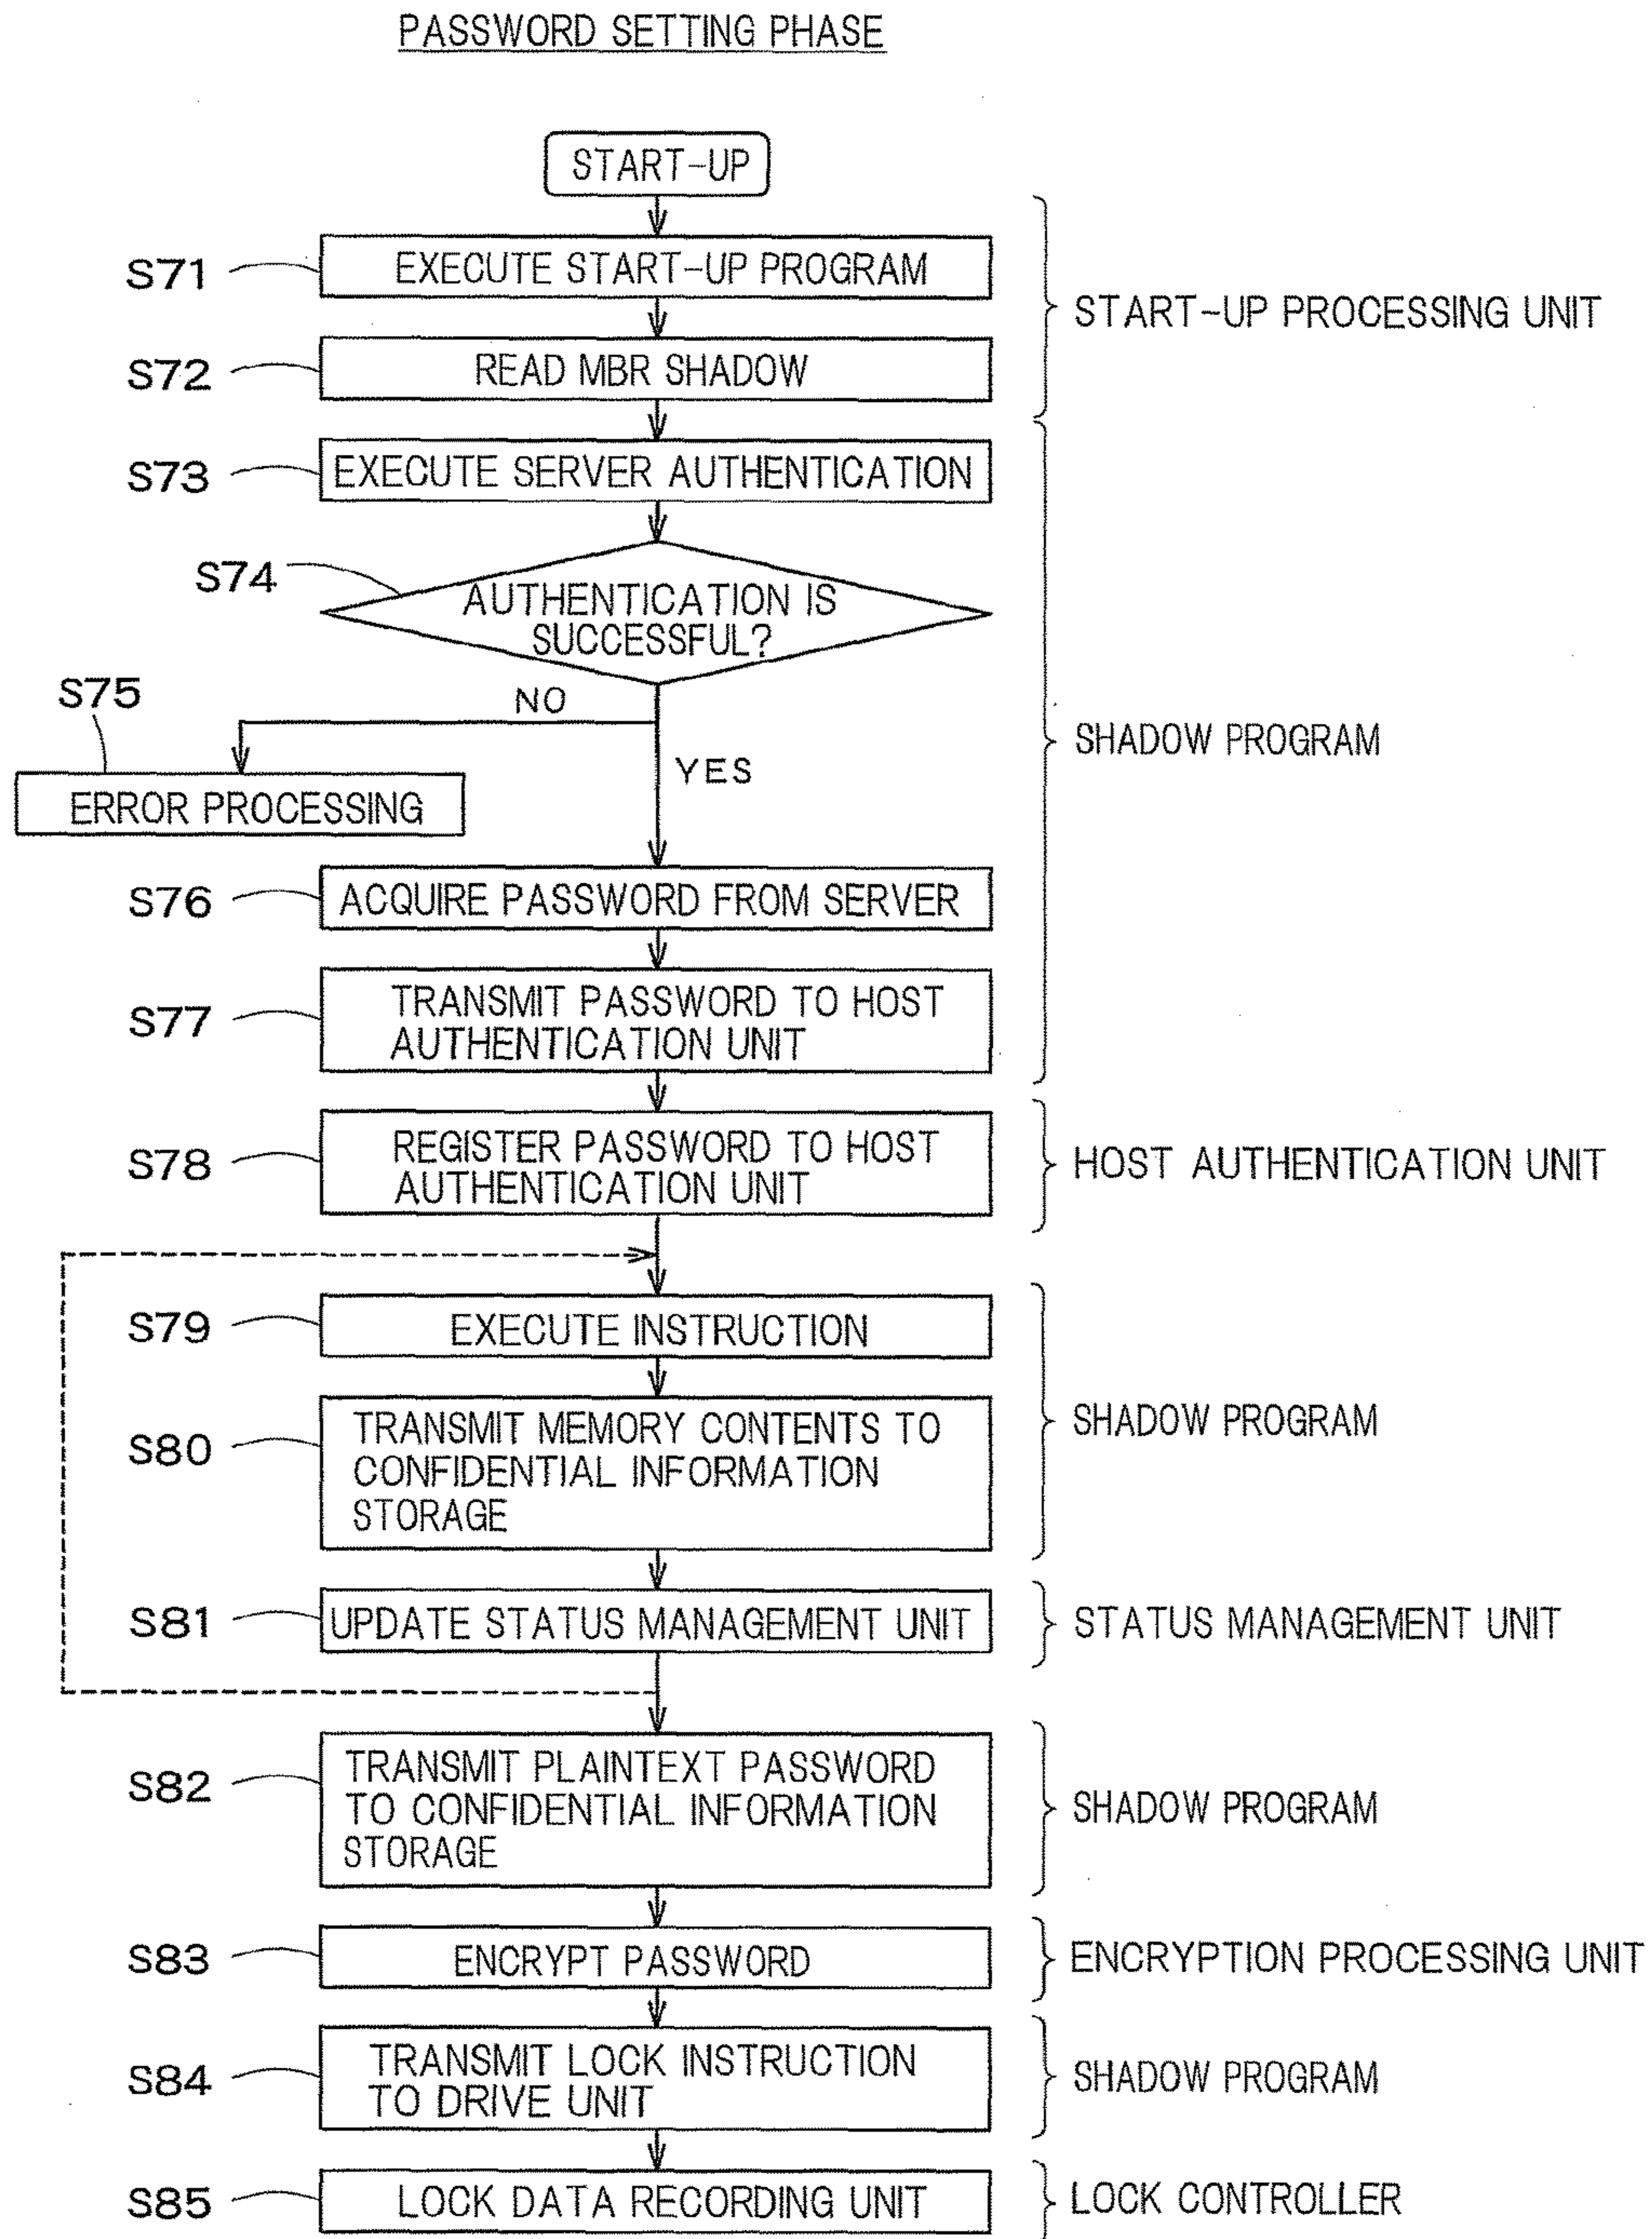 PASSWORD SETTING PHASE
START-UP
S71
EXECUTE START-UP PROGRAM
START-UP PROCESSING UNIT
S72
READ MBR SHADOW
S73
EXECUTE SERVER AUTHENTICATION
S74
AUTHENTICATION IS
SUCCESSFUL?
S75
NO
SHADOW PROGRAM
YES
ERROR PROCESSING
S76
ACQUIRE PASSWORD FROM SERVER
S77
TRANSMIT PASSWORD TO HOST
AUTHENTICATION UNIT
S78
REGISTER PASSWORD TO HOST
AUTHENTICATION UNIT
HOST AUTHENTICATION UNIT
S79
EXECUTE INSTRUCTION
S80
TRANSMIT MEMORY CONTENTS TO
CONFIDENTIAL INFORMATION
STORAGE
SHADOW PROGRAM
S81
UPDATE STATUS MANAGEMENT UNIT
STATUS MANAGEMENT UNIT
S82
TRANSMIT PLAINTEXT PASSWORD
TO CONFIDENTIAL INFORMATION
STORAGE
SHADOW PROGRAM
S83
ENCRYPT PASSWORD
ENCRYPTION PROCESSING UNIT
S84
TRANSMIT LOCK INSTRUCTION
TO DRIVE UNIT
SHADOW PROGRAM
S85
LOCK DATA RECORDING UNIT
LOCK CONTROLLER